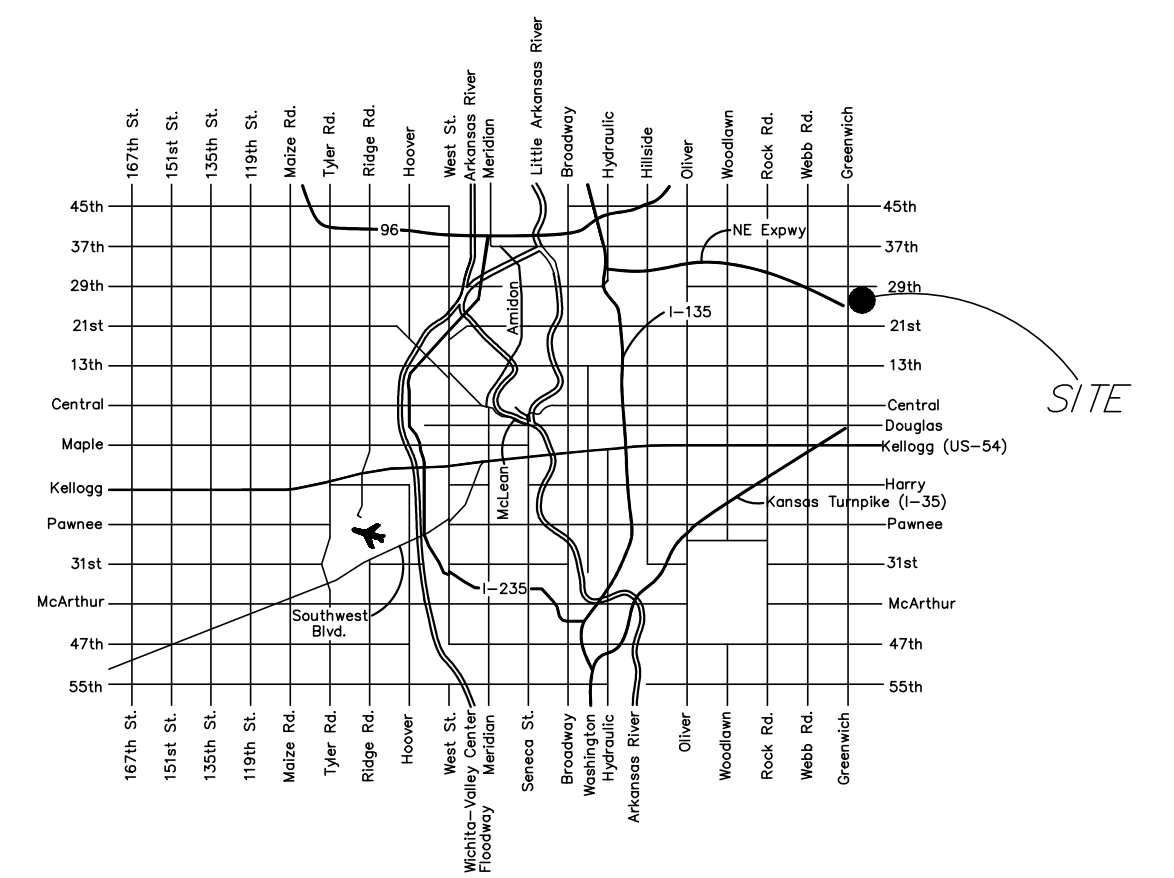 167th St.
151st St.
135th St.
119th St.
Maize Rd.
Tyler Rd.
Ridge Rd.
Hoover
West St.
Arkansas River
Meridian
Little Arkansas River
Broadway
Hydraulic
Hillside
Oliver
Woodlawn
Rock Rd.
Webb Rd.
Greenwich
45th
45th
96
NE Expwy
37th
37th
29th
29th
Amidon
I-135
21st
21st
13th
13th
SITE
Central
Central
Douglas
Maple
Kellogg (US-54)
McLean
Kellogg
Harry
Kansas Turnpike (I-35)
Pawnee
Pawnee
31st
31st
I-235
McArthur
McArthur
Southwest
Blvd.
47th
47th
55th
55th
167th St.
151st St.
135th St.
119th St.
Maize Rd.
Tyler Rd.
Ridge Rd.
Hoover
West St.
Wichita-Valley Center
Floodway
Meridian
Seneca St.
Broadway
Washington
Hydraulic
Arkansas River
Oliver
Woodlawn
Rock Rd.
Webb Rd.
Greenwich